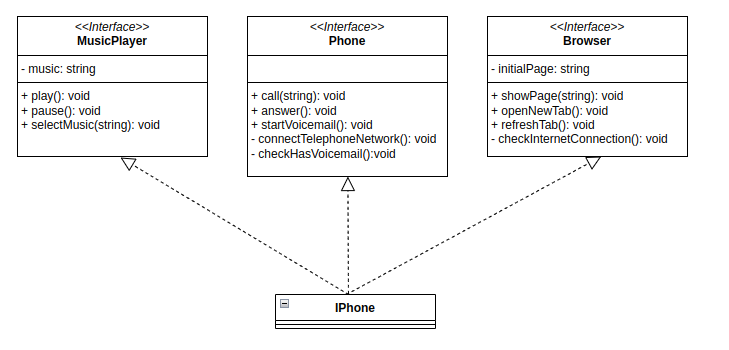 <<Interface>>
MusicPlayer
- music: string
+ play(): void
+ pause(): void
+ selectMusic(string): void
<<Interface>>
Phone
+ call(string): void
+ answer(): void
+ startVoicemail(): void
- connectTelephoneNetwork(): void
- checkHasVoicemail():void
<<Interface>>
Browser
- initialPage: string
+ showPage(string): void
+ openNewTab(): void
+ refreshTab(): void
- checkInternetConnection(): void
IPhone